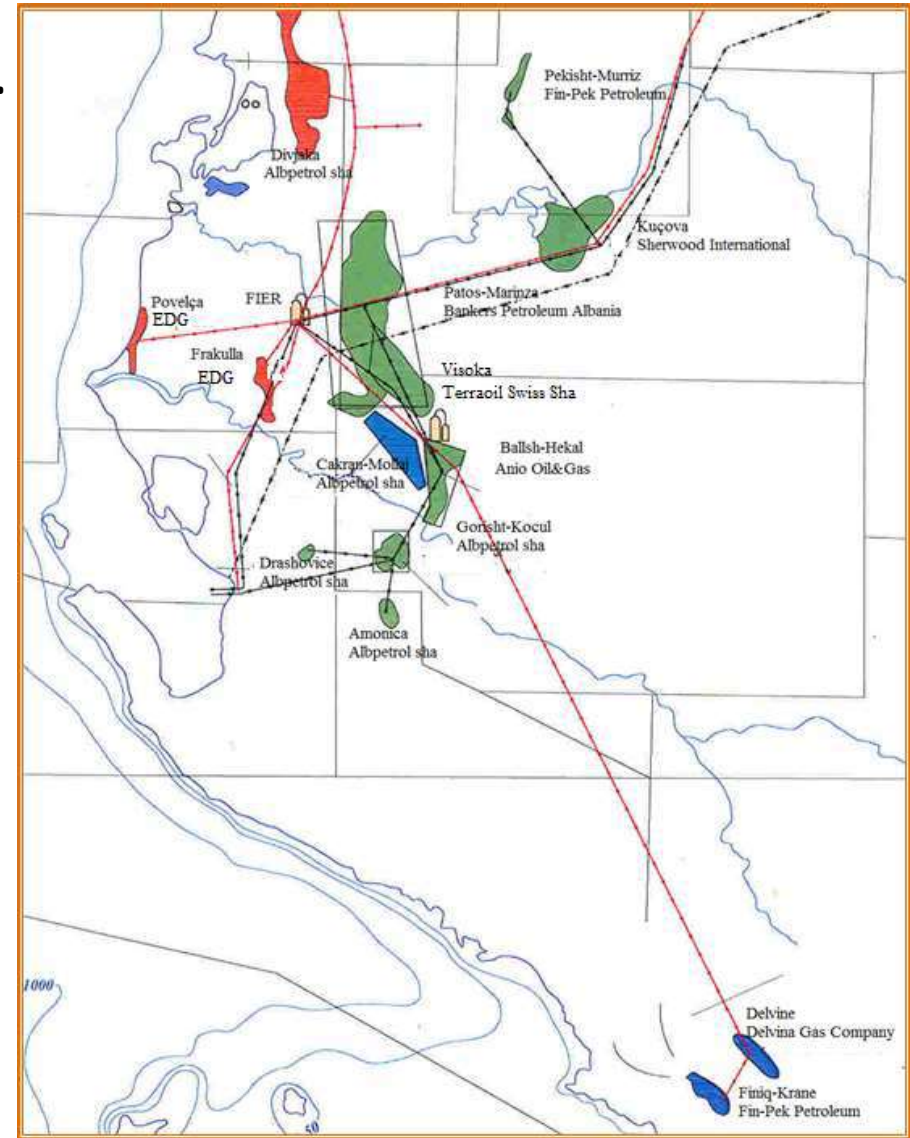 Pekisht-Murriz
Fin-Pek Petroleum
Divjaka
Albpetrol sha
Kuçova
Sherwood International
Povelça
EDG
FIER
Patos-Marinza
Bankers Petroleum Albania
Frakulla
EDG
Visoka
Terraoil Swiss Sha
Cakran-Mollaj
Albpetrol sha
Ballsh-Hekal
Anio Oil&Gas
Gorisht-Kocul
Albpetrol sha
Drashovice
Albpetrol sha
Amonica
Albpetrol sha
1000
Delvine
Delvina Gas Company
Finiq-Krane
Fin-Pek Petroleum
50